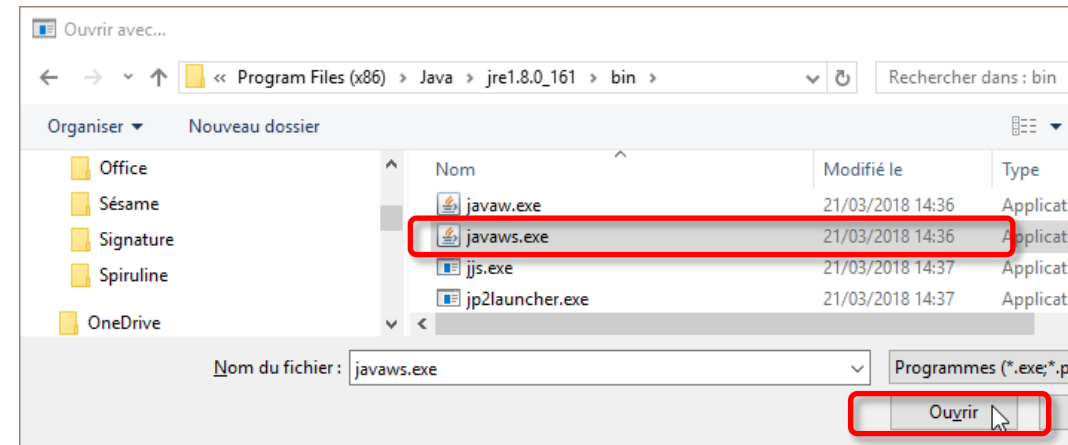 Ouvrir avec...
« Program Files (x86) > Java > jre1.8.0_161 > bin >
Rechercher dans : bin
Organiser Nouveau dossier
Office
Sésame
Signature
Spiruline
OneDrive
Nom Modifié le Type
javaw.exe 21/03/2018 14:36 Applicat
javaws.exe 21/03/2018 14:36 Applicat
jjs.exe 21/03/2018 14:37 Applicat
jp2launcher.exe 21/03/2018 14:37 Applicat
Nom du fichier : javaws.exe Programmes (*.exe;*.p
Ouvrir